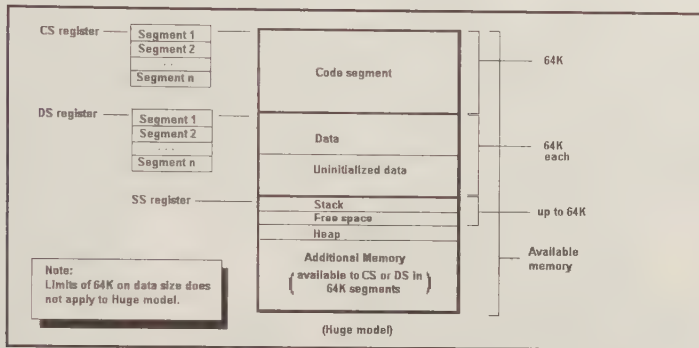 CS register
Segment 1
Segment 2
. . .
Segment n
Code segment
64K
DS register
Segment 1
Segment 2
. . .
Segment n
Data
Uninitialized data
64K
each
SS register
Stack
Free space
up to 64K
Heap
Additional Memory
(available to CS or DS in
64K segments)
Available
memory
Note:
Limits of 64K on data size does
not apply to Huge model.
(Huge model)